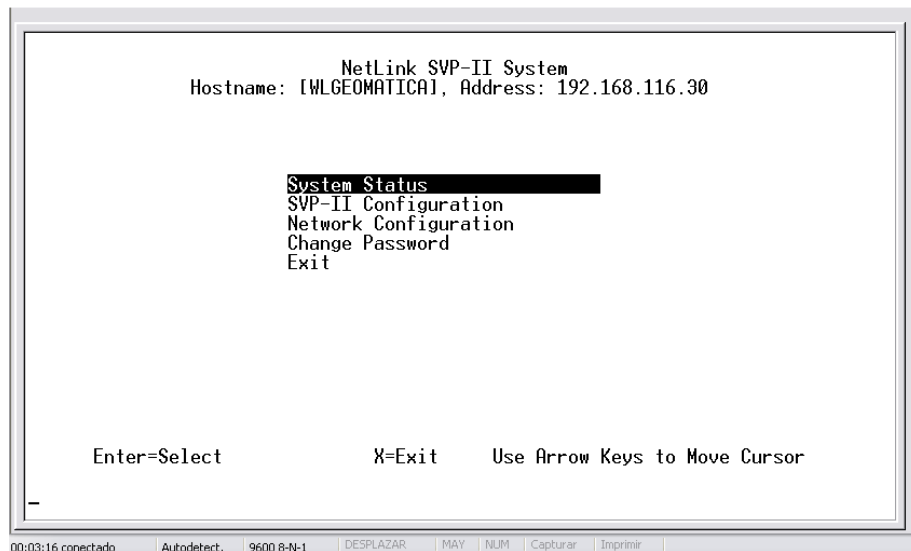 NetLink SVP-II System
Hostname: [WLGEOMATICA], Address: 192.168.116.30
System Status
SVP-II Configuration
Network Configuration
Change Password
Exit
Enter=Select X=Exit Use Arrow Keys to Move Cursor
_
00:03:16 conectado Autodetect. 9600 8-N-1 DESPLAZAR MAY NUM Capturar Imprimir